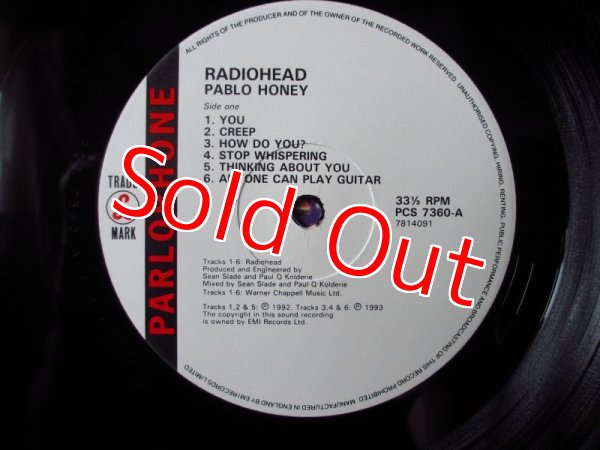 ALL RIGHTS OF THE PRODUCER AND OF THE OWNER OF THE RECORDED WORK RESERVED. UNAUTHORISED COPYING, HIRING, RENTING, PUBLIC PERFORMANCE AND BROADCASTING OF THIS RECORD PROHIBITED. MANUFACTURED IN ENGLAND BY EMI RECORDS LIMITED
RADIOHEAD
PABLO HONEY
Side one
1. YOU
2. CREEP
3. HOW DO YOU?
4. STOP WHISPERING
5. THINKING ABOUT YOU
6. ANYONE CAN PLAY GUITAR
PARLOPHONE
TRADE
MARK
33⅓ RPM
PCS 7360-A
7814091
Sold Out
Tracks 1-6: Radiohead
Produced and Engineered by
Sean Slade and Paul Q Kolderie
Mixed by Sean Slade and Paul Q Kolderie
Tracks 1-6: Warner Chappell Music Ltd.
Tracks 1,2 & 5: ℗ 1992. Tracks 3,4 & 6: ℗ 1993
The copyright in this sound recording
is owned by EMI Records Ltd.